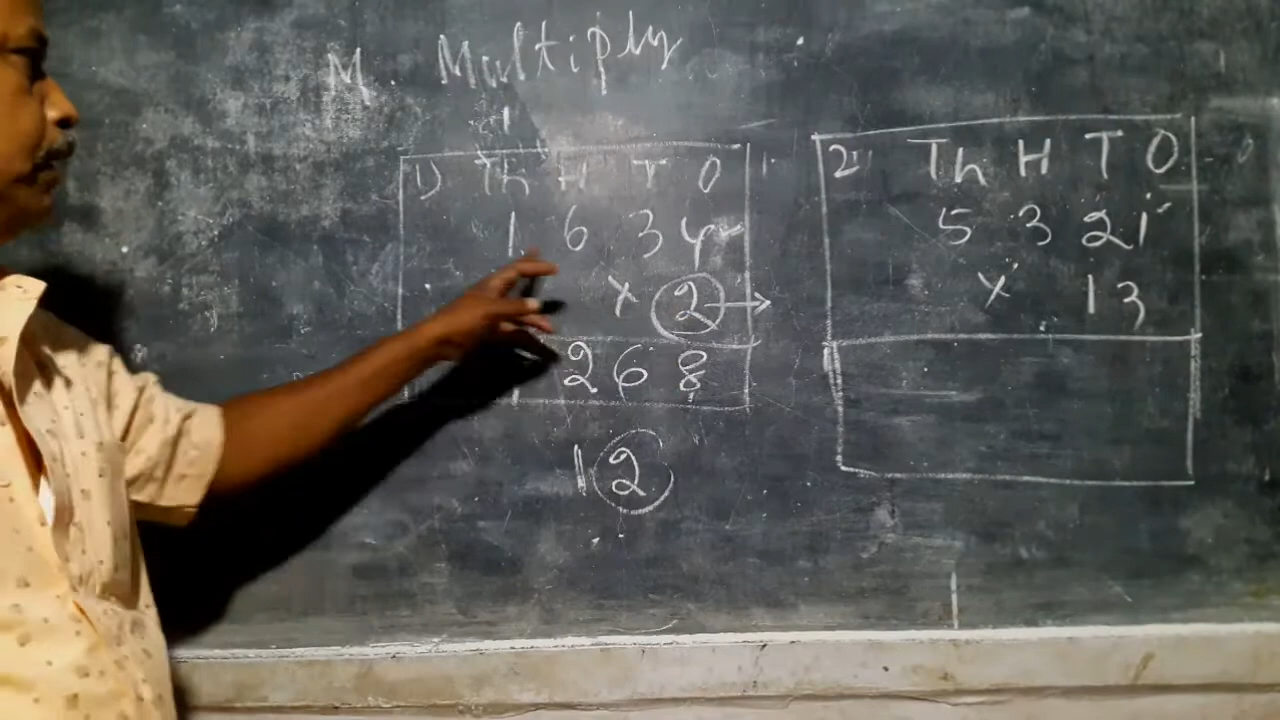 M. Multiply
1
1) Th H T O
1 6 3 4
x 2 →
2 6 8
1 2
2) Th H T O
5 3 2 1
x 1 3